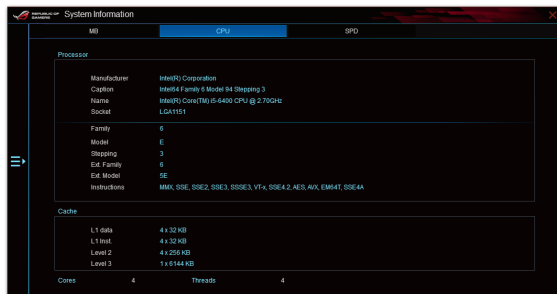 REPUBLIC OF
GAMERS
System Information
MB CPU SPD
Processor
Manufacturer Intel(R) Corporation
Caption Intel64 Family 6 Model 94 Stepping 3
Name Intel(R) Core(TM) i5-6400 CPU @ 2.70GHz
Socket LGA1151
Family 6
Model E
Stepping 3
Ext. Family 6
Ext. Model 5E
Instructions MMX, SSE, SSE2, SSE3, SSSE3, VT-x, SSE4.2, AES, AVX, EM64T, SSE4A
Cache
L1 data 4 x 32 KB
L1 Inst. 4 x 32 KB
Level 2 4 x 256 KB
Level 3 1 x 6144 KB
Cores 4 Threads 4